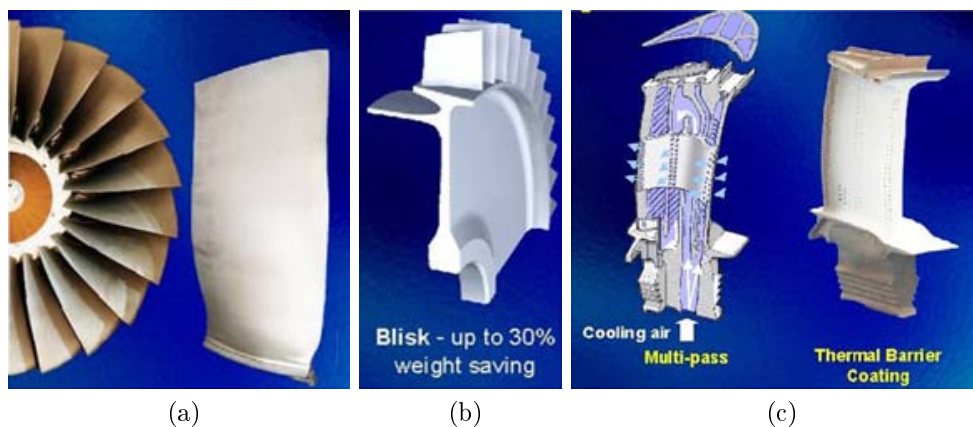 Blisk - up to 30%
weight saving
Cooling air
Multi-pass
Thermal Barrier
Coating
(a)
(b)
(c)